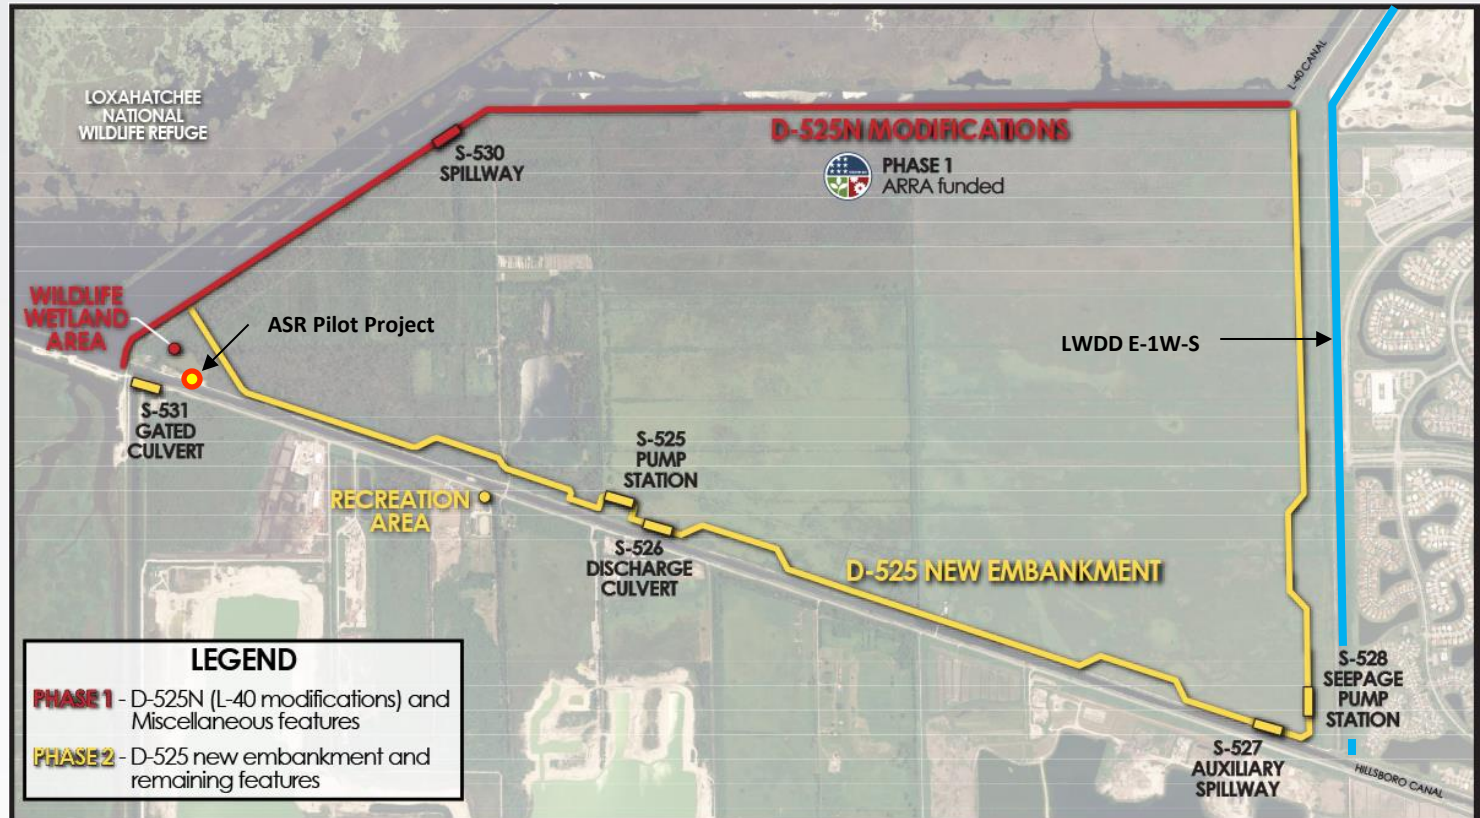 L-40 CANAL
LOXAHATCHEE
NATIONAL
WILDLIFE REFUGE
D-525N MODIFICATIONS
S-530
SPILLWAY
PHASE 1
ARRA funded
WILDLIFE
WETLAND
AREA
ASR Pilot Project
LWDD E-1W-S
S-531
GATED
CULVERT
S-525
PUMP
STATION
RECREATION
AREA
S-526
DISCHARGE
CULVERT
D-525 NEW EMBANKMENT
S-528
SEEPAGE
PUMP
STATION
S-527
AUXILIARY
SPILLWAY
HILLSBORO CANAL
LEGEND
PHASE 1 - D-525N (L-40 modifications) and
Miscellaneous features
PHASE 2 - D-525 new embankment and
remaining features